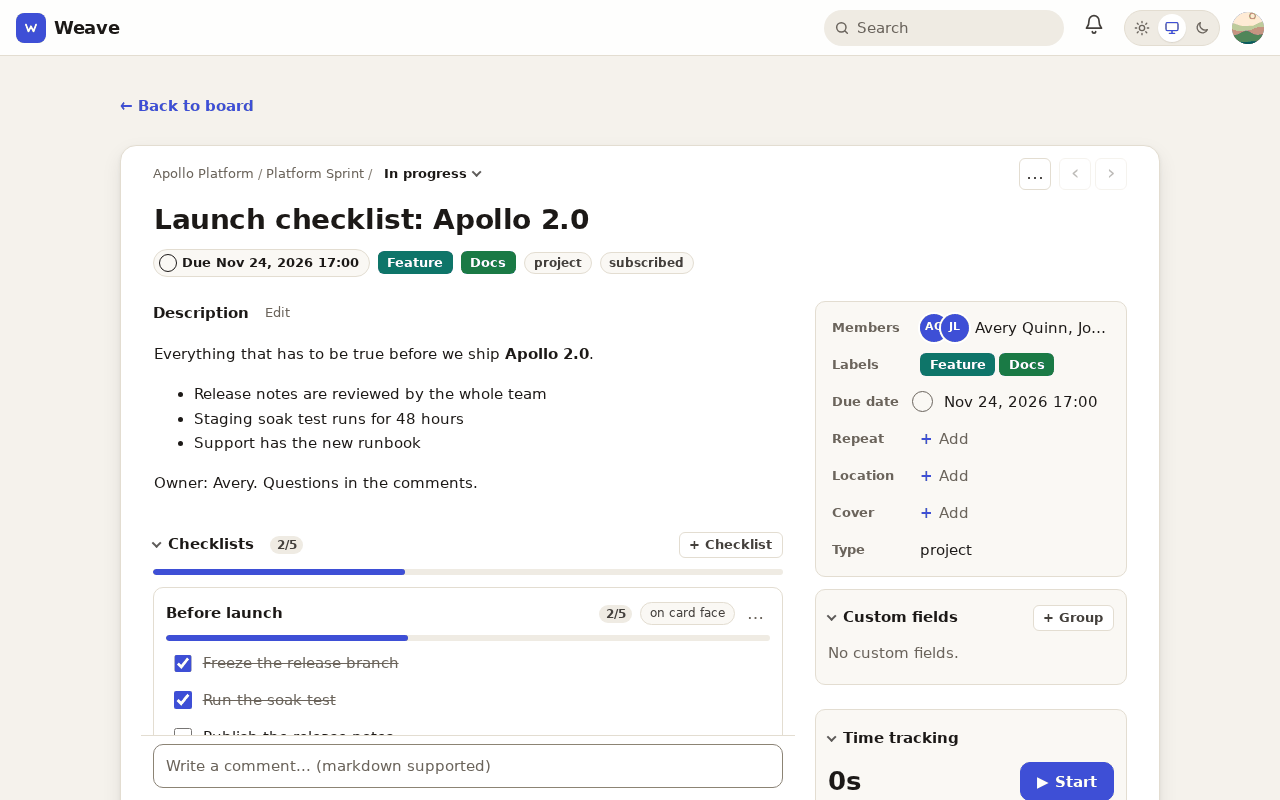 Weave
Search
← Back to board
Apollo Platform / Platform Sprint / In progress
...
Launch checklist: Apollo 2.0
Due Nov 24, 2026 17:00
Feature
Docs
project
subscribed
Description
Edit
Everything that has to be true before we ship Apollo 2.0.
• Release notes are reviewed by the whole team
• Staging soak test runs for 48 hours
• Support has the new runbook
Owner: Avery. Questions in the comments.
Checklists
2/5
+ Checklist
Before launch
2/5
on card face
...
Freeze the release branch
Run the soak test
Publish the release notes
Write a comment… (markdown supported)
Members
JL
Avery Quinn, Jo…
Labels
Feature
Docs
Due date
Nov 24, 2026 17:00
Repeat
+ Add
Location
+ Add
Cover
+ Add
Type
project
Custom fields
+ Group
No custom fields.
Time tracking
0s
▶ Start